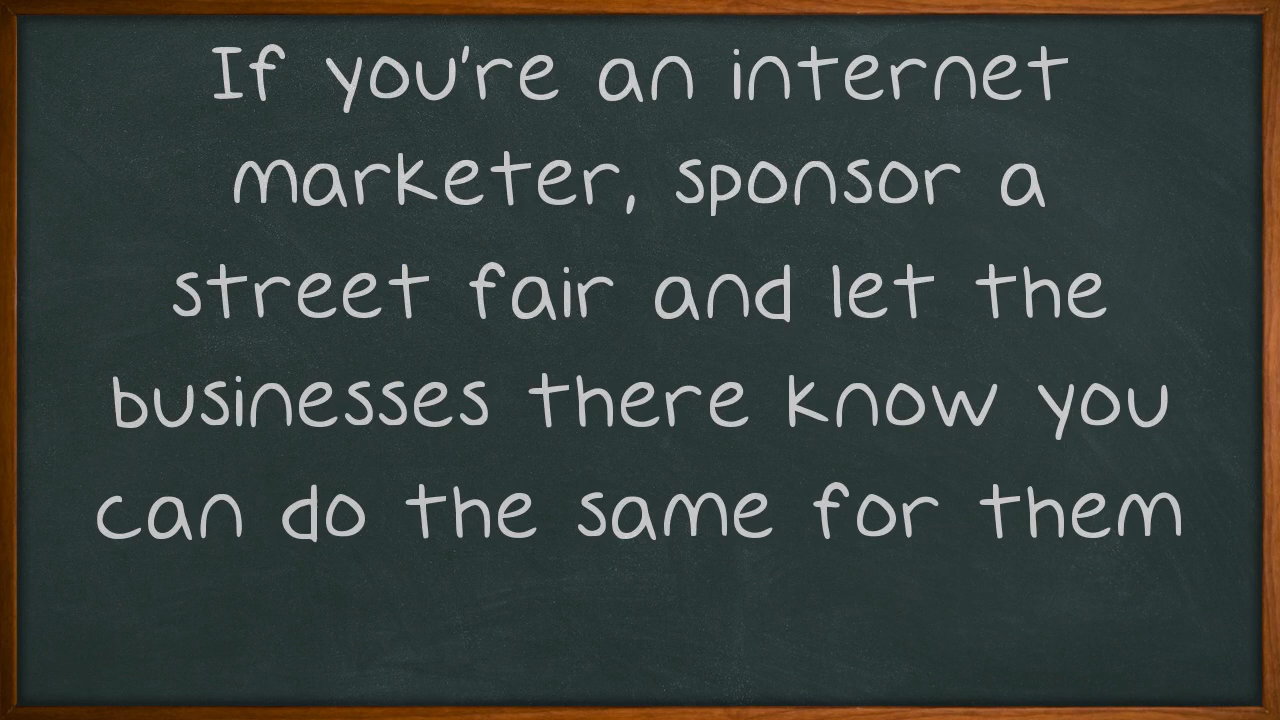 If you're an internet
marketer, sponsor a
street fair and let the
businesses there know you
can do the same for them